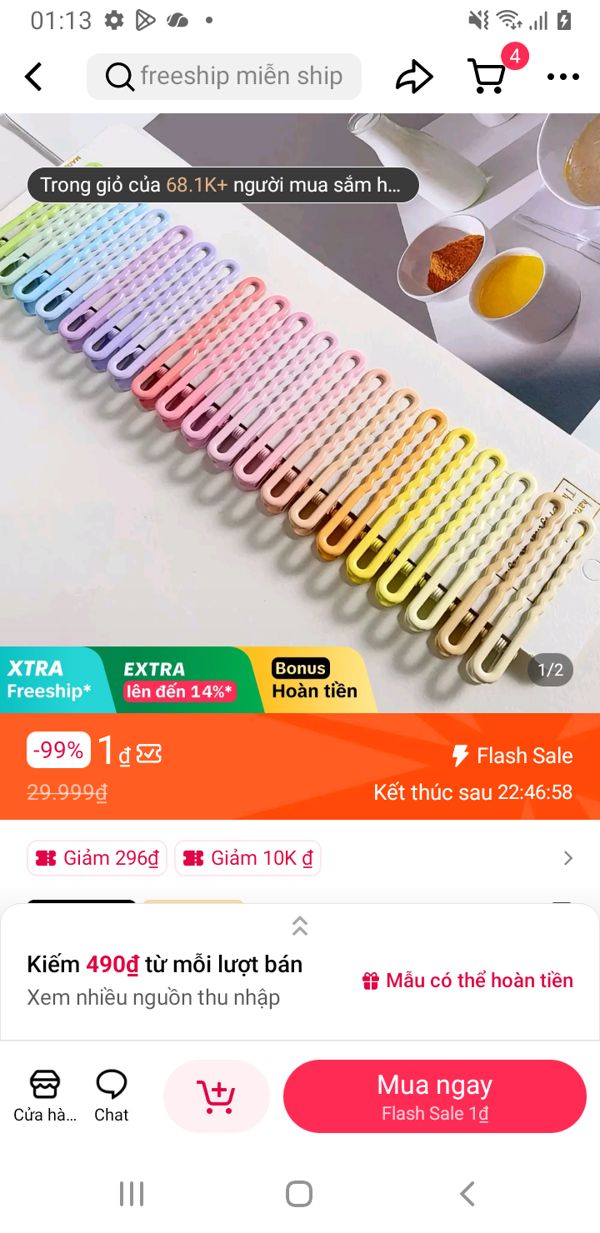 01:13
freeship miễn ship
4
Trong giỏ của 68.1K+ người mua sắm h...
XTRA
Freeship*
EXTRA
lên đến 14%*
Bonus
Hoàn tiền
1/2
-99% 1₫
Flash Sale
29.999₫
Kết thúc sau 22:46:58
Giảm 296₫
Giảm 10K ₫
Kiếm 490₫ từ mỗi lượt bán
Mẫu có thể hoàn tiền
Xem nhiều nguồn thu nhập
Cửa hà...
Chat
Mua ngay
Flash Sale 1₫